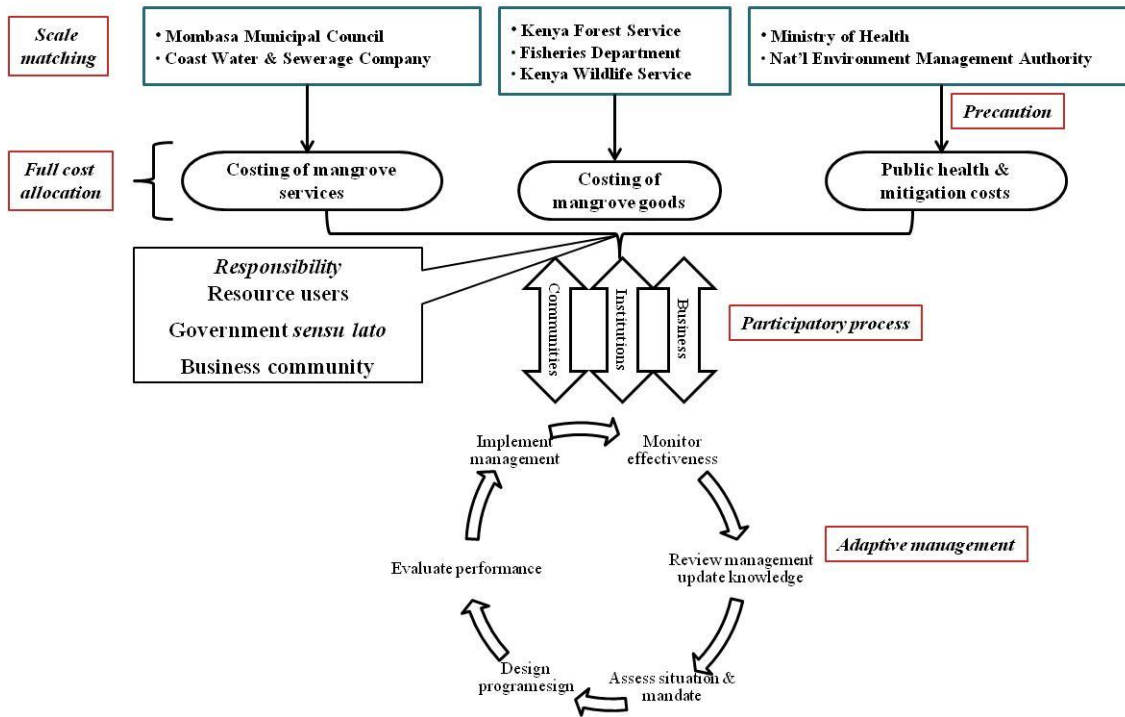 Scale
matching
• Mombasa Municipal Council
• Coast Water & Sewerage Company
• Kenya Forest Service
• Fisheries Department
• Kenya Wildlife Service
• Ministry of Health
• Nat'l Environment Management Authority
Precaution
Full cost
allocation
Costing of mangrove
services
Costing of
mangrove goods
Public health &
mitigation costs
Responsibility
Resource users
Government sensu lato
Business community
Communities
Institutions
Business
Participatory process
Implement
management
Monitor
effectiveness
Evaluate performance
Review management
update knowledge
Adaptive management
Design
programesign
Assess situation &
mandate